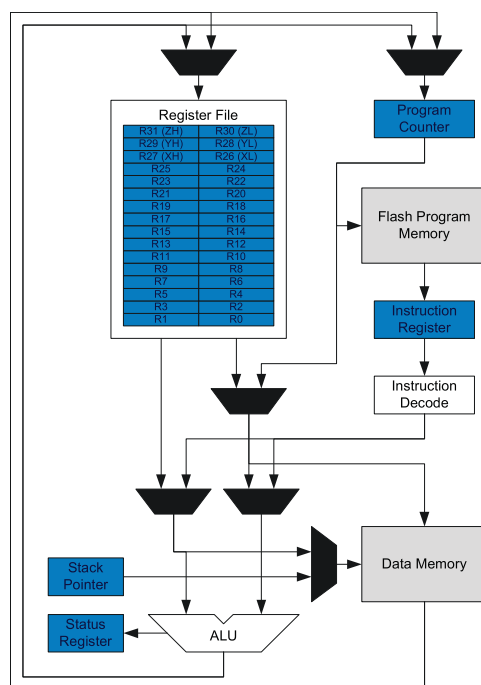 Register File
R31 (ZH) R30 (ZL)
R29 (YH) R28 (YL)
R27 (XH) R26 (XL)
R25 R24
R23 R22
R21 R20
R19 R18
R17 R16
R15 R14
R13 R12
R11 R10
R9 R8
R7 R6
R5 R4
R3 R2
R1 R0
Program
Counter
Flash Program
Memory
Instruction
Register
Instruction
Decode
Stack
Pointer
Data Memory
Status
Register
ALU